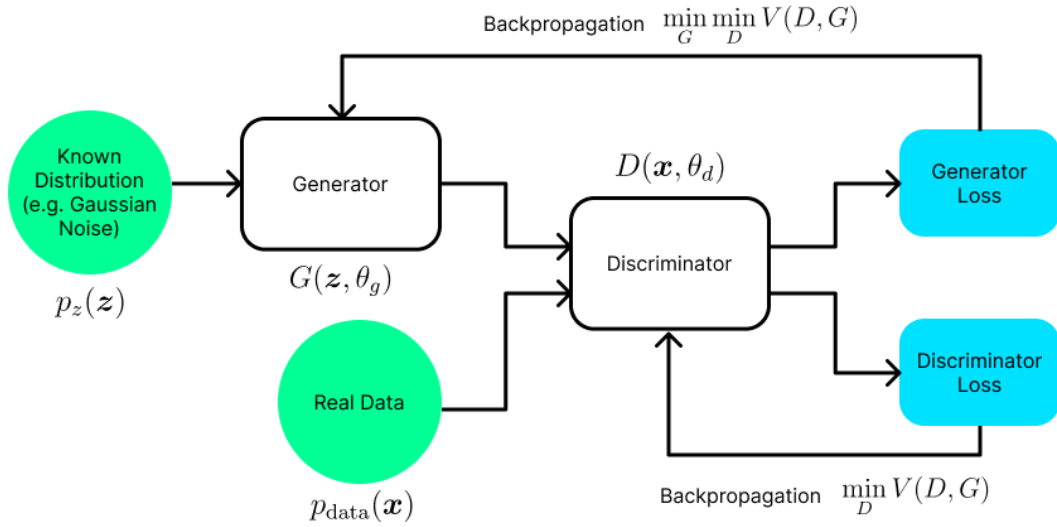 Backpropagation min_G min_D V(D, G)
Known
Distribution
(e.g. Gaussian
Noise)
p_z(z)
Generator
G(z, θ_g)
D(x, θ_d)
Discriminator
Generator
Loss
Real Data
p_data(x)
Discriminator
Loss
Backpropagation min_D V(D, G)